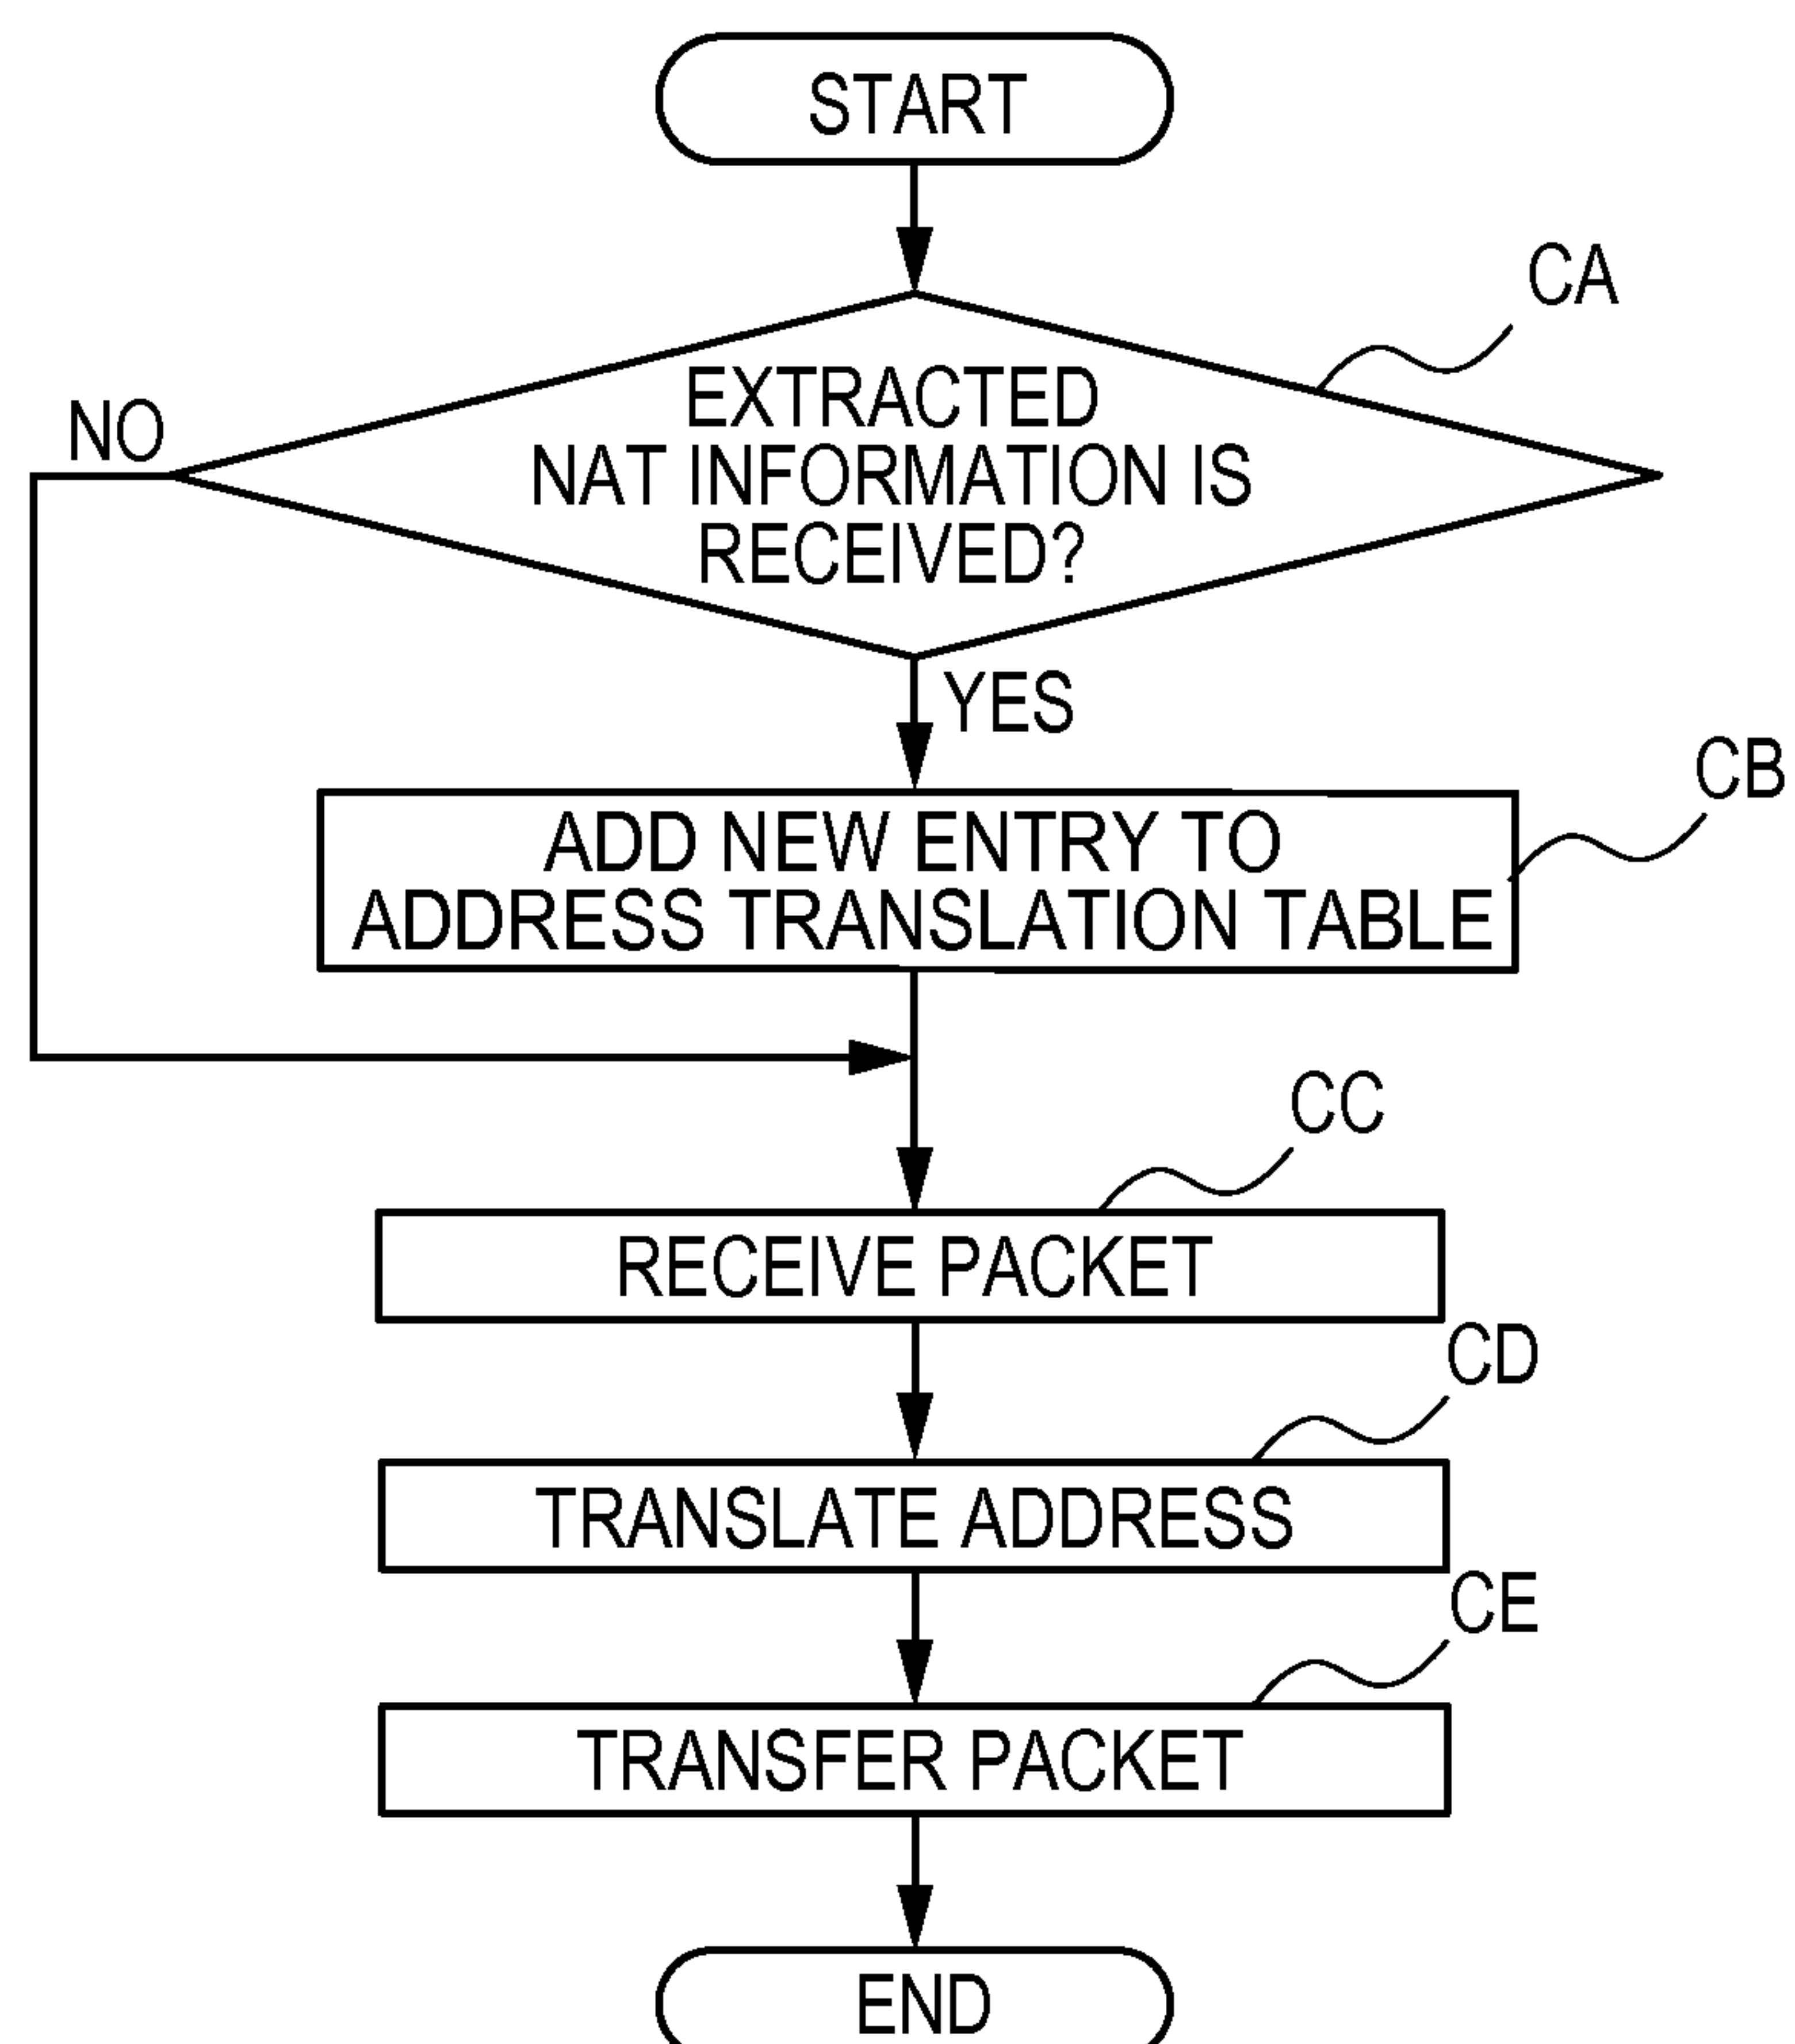 START
CA
EXTRACTED
NO
NAT INFORMATION IS
RECEIVED?
YES
CB
ADD NEW ENTRY TO
ADDRESS TRANSLATION TABLE
CC
RECEIVE PACKET
CD
TRANSLATE ADDRESS
CE
TRANSFER PACKET
END